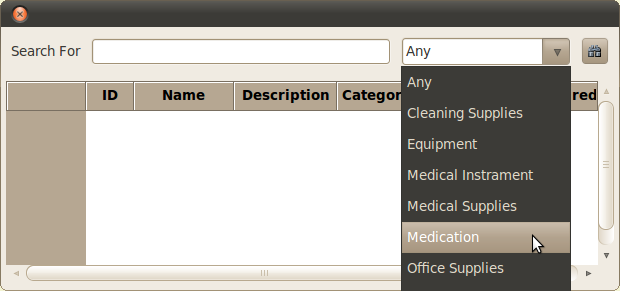 Search For
Any
ID Name Description Categor red
Any
Cleaning Supplies
Equipment
Medical Instrament
Medical Supplies
Medication
Office Supplies